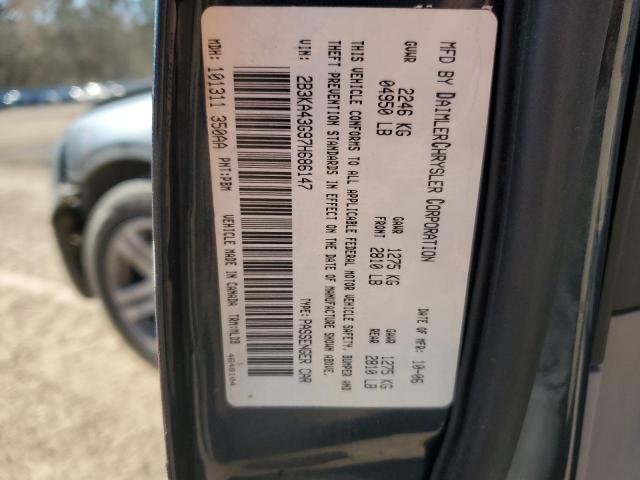 MFD BY DAIMLERCHRYSLER CORPORATION DATE OF MFR: 10-06
GVWR 2246 KG GAWR 1275 KG GAWR 1275 KG
04950 LB FRONT 2810 LB REAR 2810 LB
THIS VEHICLE CONFORMS TO ALL APPLICABLE FEDERAL MOTOR VEHICLE SAFETY, BUMPER AND
THEFT PREVENTION STANDARDS IN EFFECT ON THE DATE OF MANUFACTURE SHOWN ABOVE.
VIN: 2B3KA43G97H686147 TYPE: PASSENGER CAR
MDH: 101311 350AA PNT: PBM VEHICLE MADE IN CANADA TRM: MLD8 4648104